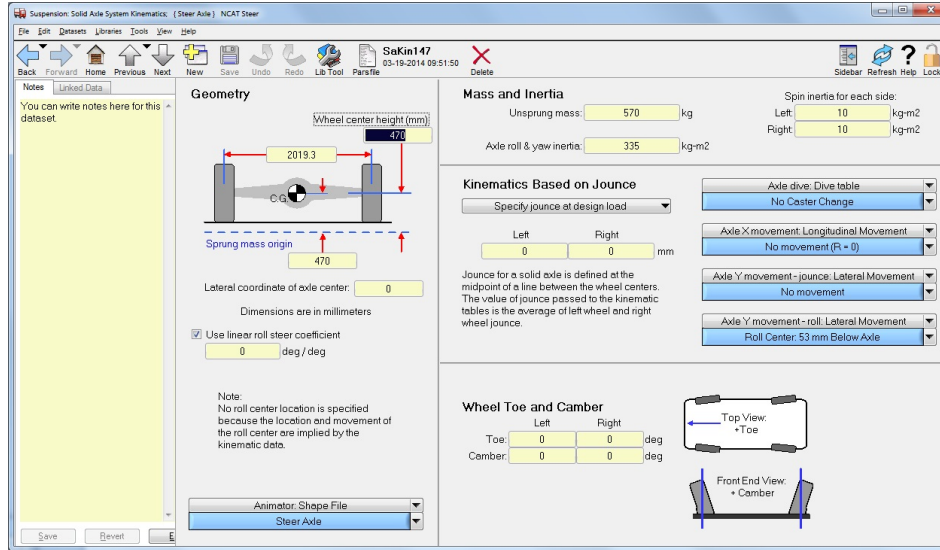 Suspension: Solid Axle System Kinematics; { Steer Axle } NCAT Steer
File Edit Datasets Libraries Tools View Help
Back Forward Home Previous Next New Save Undo Redo Lib Tool Parsfile
SaKin147
03-19-2014 09:51:50
Delete
Sidebar Refresh Help Lock
Notes Linked Data
You can write notes here for this
dataset.
Save Revert E
Geometry
Wheel center height (mm)
470
2019.3
C.G.
Sprung mass origin
470
Lateral coordinate of axle center: 0
Dimensions are in millimeters
Use linear roll steer coefficient
0 deg / deg
Note:
No roll center location is specified
because the location and movement of
the roll center are implied by the
kinematic data.
Animator: Shape File
Steer Axle
Mass and Inertia
Unsprung mass: 570 kg
Axle roll & yaw inertia: 335 kg-m2
Spin inertia for each side:
Left: 10 kg-m2
Right: 10 kg-m2
Kinematics Based on Jounce
Specify jounce at design load
Left Right
0 0 mm
Jounce for a solid axle is defined at the
midpoint of a line between the wheel centers.
The value of jounce passed to the kinematic
tables is the average of left wheel and right
wheel jounce.
Axle dive: Dive table
No Caster Change
Axle X movement: Longitudinal Movement
No movement (R = 0)
Axle Y movement - jounce: Lateral Movement
No movement
Axle Y movement - roll: Lateral Movement
Roll Center: 53 mm Below Axle
Wheel Toe and Camber
Left Right
Toe: 0 0 deg
Camber: 0 0 deg
Top View:
+Toe
Front End View:
+ Camber